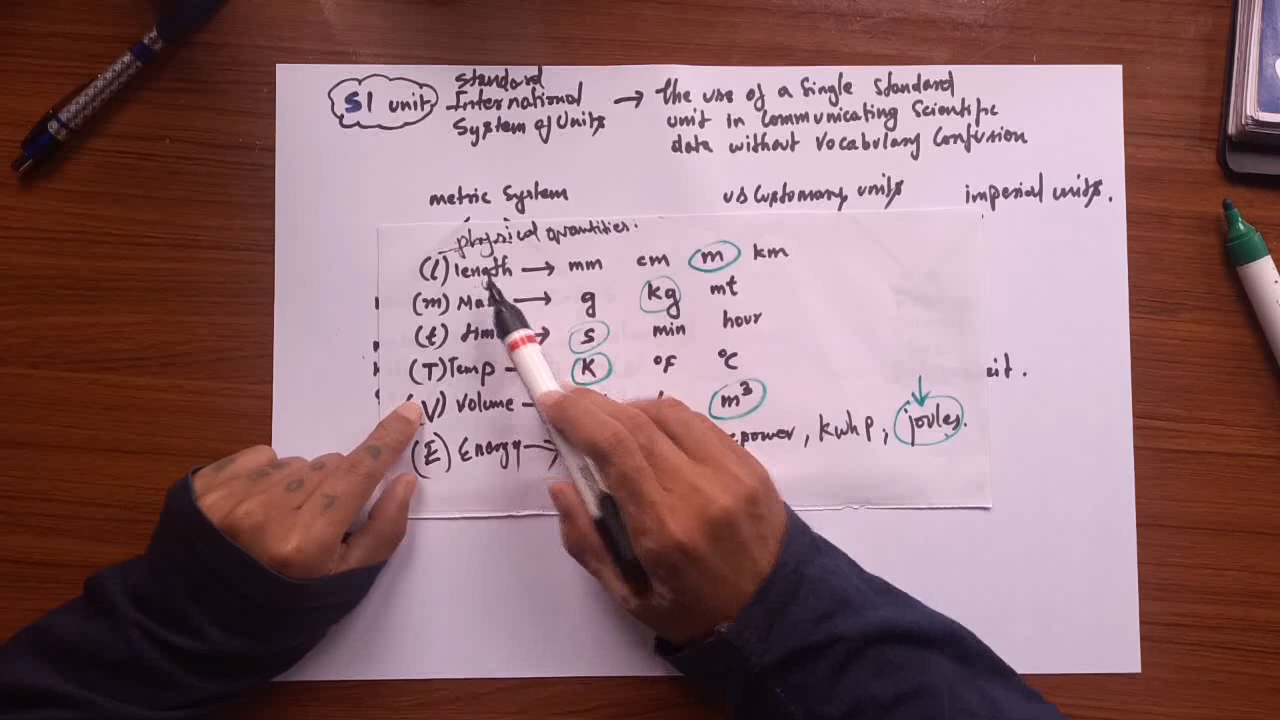 SI unit
Standard
International
System of Units
→ The use of a Single Standard
unit in Communicating Scientific
data without Vocabulary Confusion
metric System
us Customary units
imperial units.
physical quantities.
(l) length → mm cm m km
(m) Ma → g kg mt
(t) tim → s min hour
(T) Temp - K °F °C
(V) Volume - m³
(E) Energy → power, kwhp, joules.